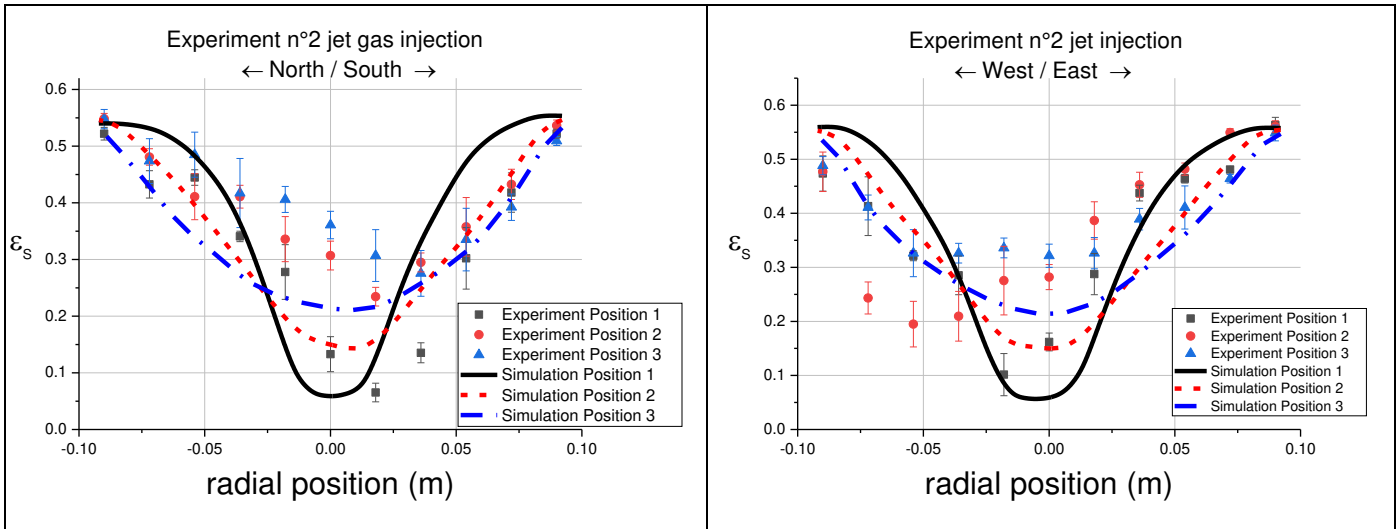 Experiment n°2 jet gas injection
← North / South →
0.6
0.5
0.4
0.3
0.2
0.1
0.0
εs
Experiment Position 1
Experiment Position 2
Experiment Position 3
Simulation Position 1
Simulation Position 2
Simulation Position 3
-0.10 -0.05 0.00 0.05 0.10
radial position (m)
Experiment n°2 jet injection
← West / East →
0.6
0.5
0.4
0.3
0.2
0.1
0.0
εs
Experiment Position 1
Experiment Position 2
Experiment Position 3
Simulation Position 1
Simulation Position 2
Simulation Position 3
-0.10 -0.05 0.00 0.05 0.10
radial position (m)